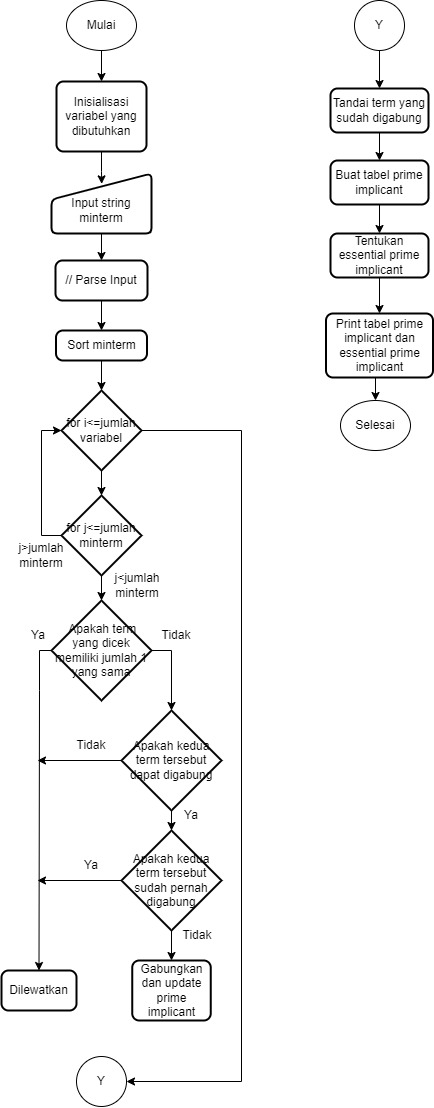 Mulai
Inisialisasi
variabel yang
dibutuhkan
Input string
minterm
// Parse Input
Sort minterm
for i<=jumlah
variabel
for j<=jumlah
minterm
j>jumlah
minterm
j<jumlah
minterm
Apakah term
yang dicek
memiliki jumlah 1
yang sama
Ya
Tidak
Apakah kedua
term tersebut
dapat digabung
Tidak
Ya
Apakah kedua
term tersebut
sudah pernah
digabung
Ya
Tidak
Dilewatkan
Gabungkan
dan update
prime
implicant
Y
Y
Tandai term yang
sudah digabung
Buat tabel prime
implicant
Tentukan
essential prime
implicant
Print tabel prime
implicant dan
essential prime
implicant
Selesai